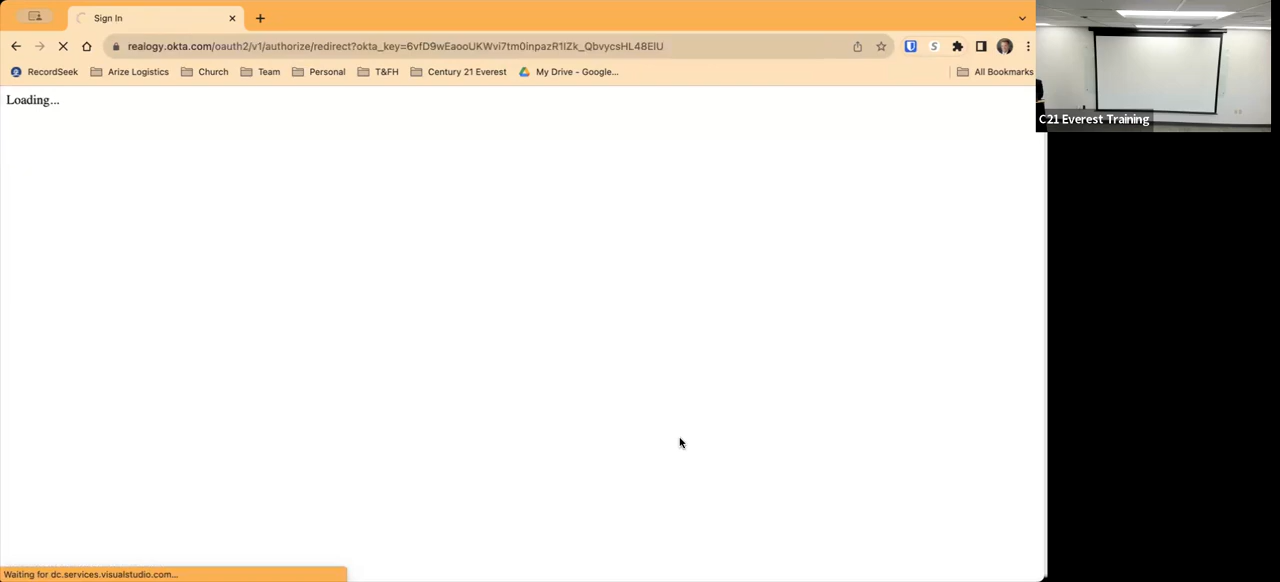 Sign In
realogy.okta.com/oauth2/v1/authorize/redirect?okta_key=6vfD9wEaooUKWvi7tm0inpazR1IZk_QbvycsHL48EIU
RecordSeek Arize Logistics Church Team Personal T&FH Century 21 Everest My Drive - Google... All Bookmarks
Loading...
C21 Everest Training
Waiting for dc.services.visualstudio.com...